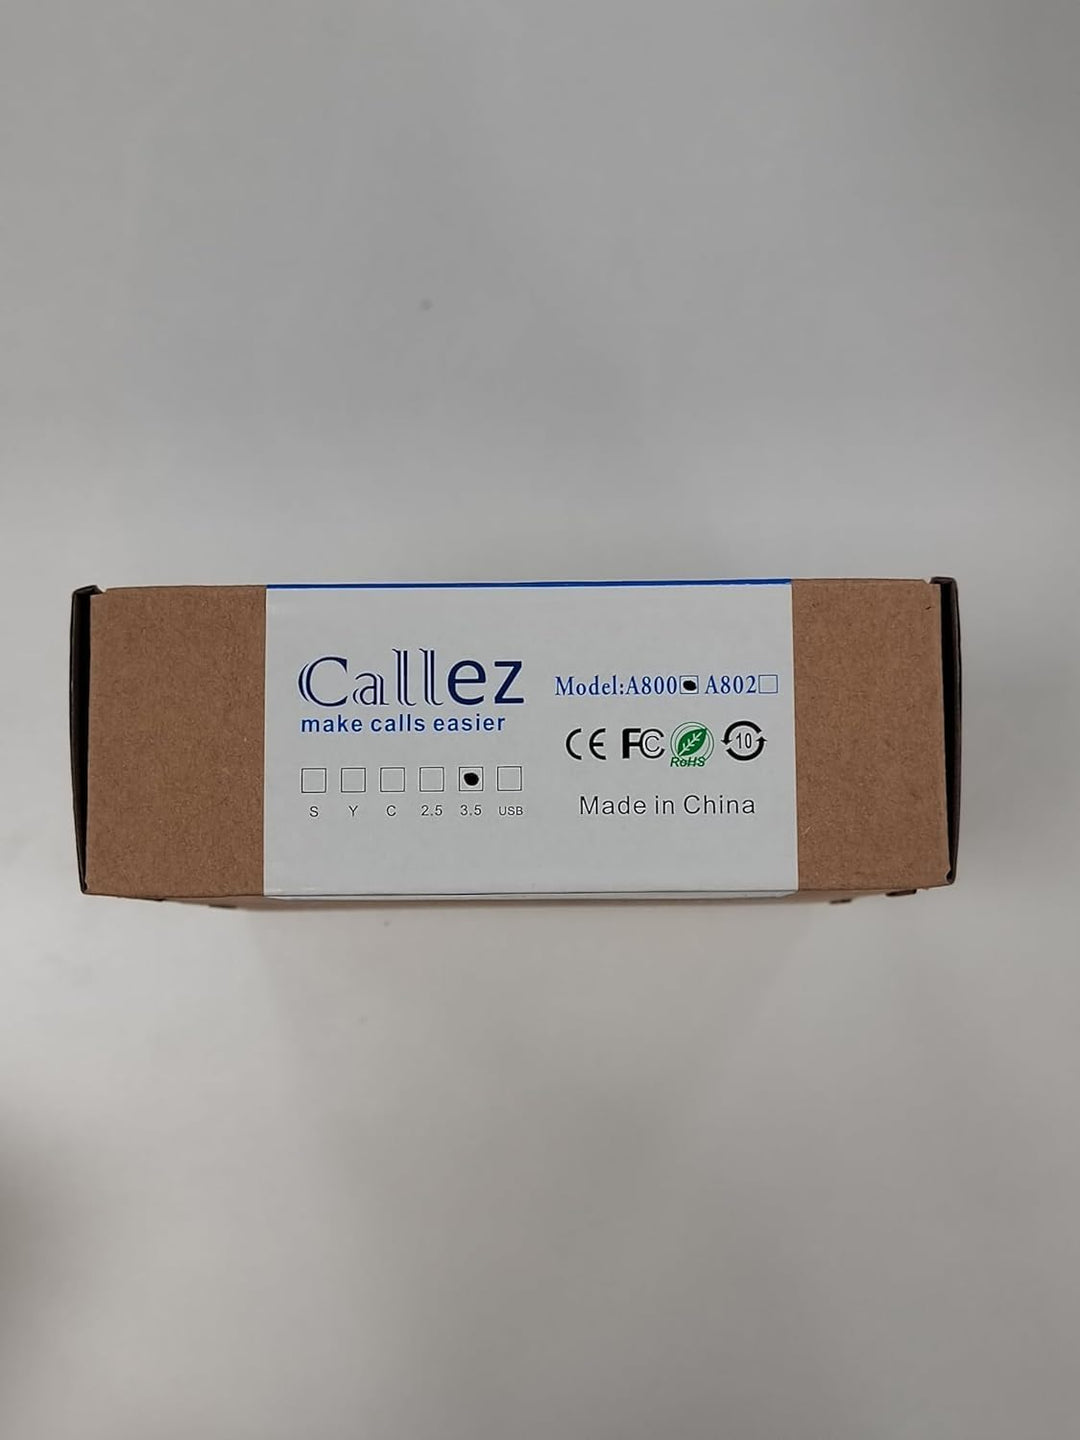 Callez
make calls easier
S Y C 2.5 3.5 USB
Model:A800 A802
CE FC RoHS 10
Made in China